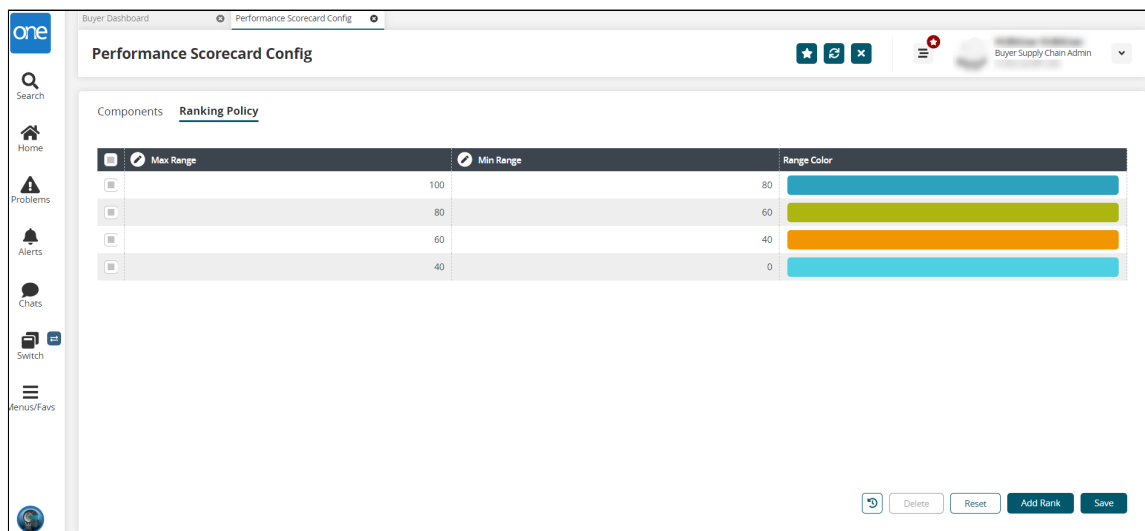 one
Buyer Dashboard
Performance Scorecard Config
Performance Scorecard Config
Buyer Supply Chain Admin
Search
Home
Problems
Alerts
Chats
Switch
Menus/Favs
Components Ranking Policy
Max Range Min Range Range Color
100 80
80 60
60 40
40 0
Delete Reset Add Rank Save